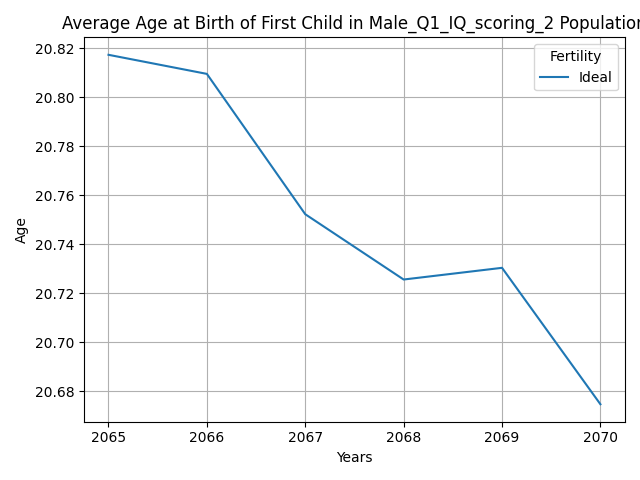 Average Age at Birth of First Child in Male_Q1_IQ_scoring_2 Population
Fertility
Ideal
Age
20.82
20.80
20.78
20.76
20.74
20.72
20.70
20.68
2065 2066 2067 2068 2069 2070
Years